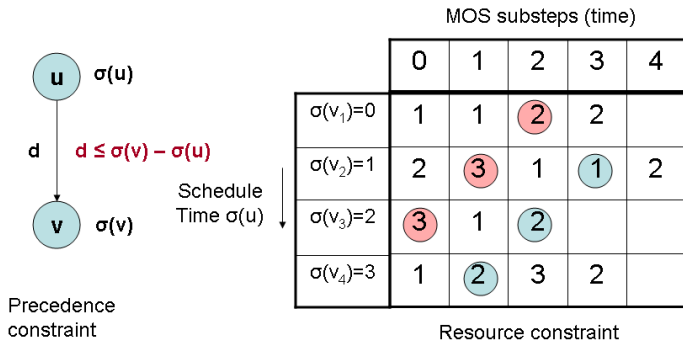 MOS substeps (time)
u σ(u)
d d ≤ σ(v) – σ(u)
v σ(v)
Precedence
constraint
Schedule
Time σ(u)
0 1 2 3 4
σ(v₁)=0 1 1 2 2
σ(v₂)=1 2 3 1 1 2
σ(v₃)=2 3 1 2
σ(v₄)=3 1 2 3 2
Resource constraint